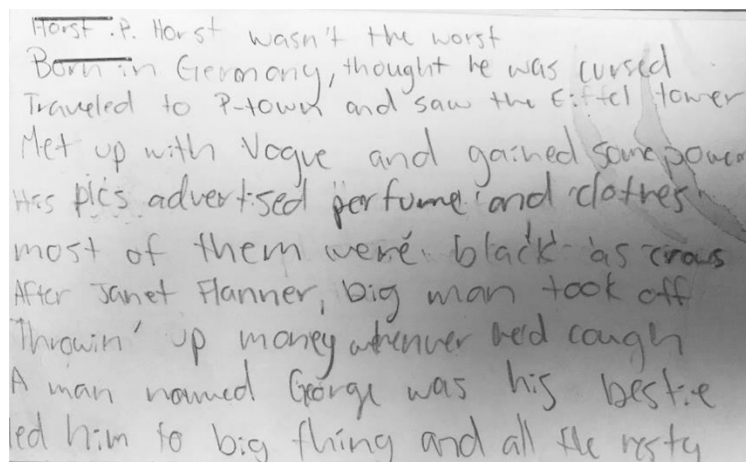 Horst. P. Horst wasn't the worst
Born in Germany, thought he was cursed
Traveled to P-town and saw the Eiffel tower
Met up with Vogue and gained some power
His pics advertised perfume and clothes
most of them were black as crows
After Janet Flanner, big man took off
Throwin' up money whenver he'd cough
A man named George was his bestie
led him to big thing and all the resty